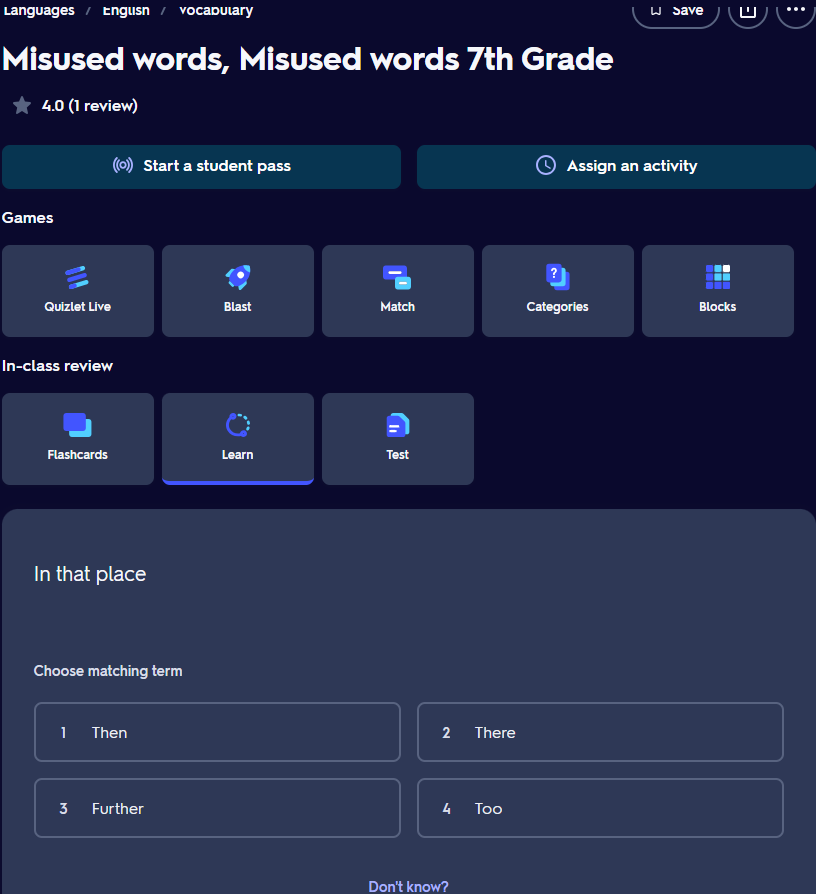 Languages / English / Vocabulary
Save
Misused words, Misused words 7th Grade
4.0 (1 review)
Start a student pass
Assign an activity
Games
Quizlet Live
Blast
Match
Categories
Blocks
In-class review
Flashcards
Learn
Test
In that place
Choose matching term
1 Then
2 There
3 Further
4 Too
Don't know?